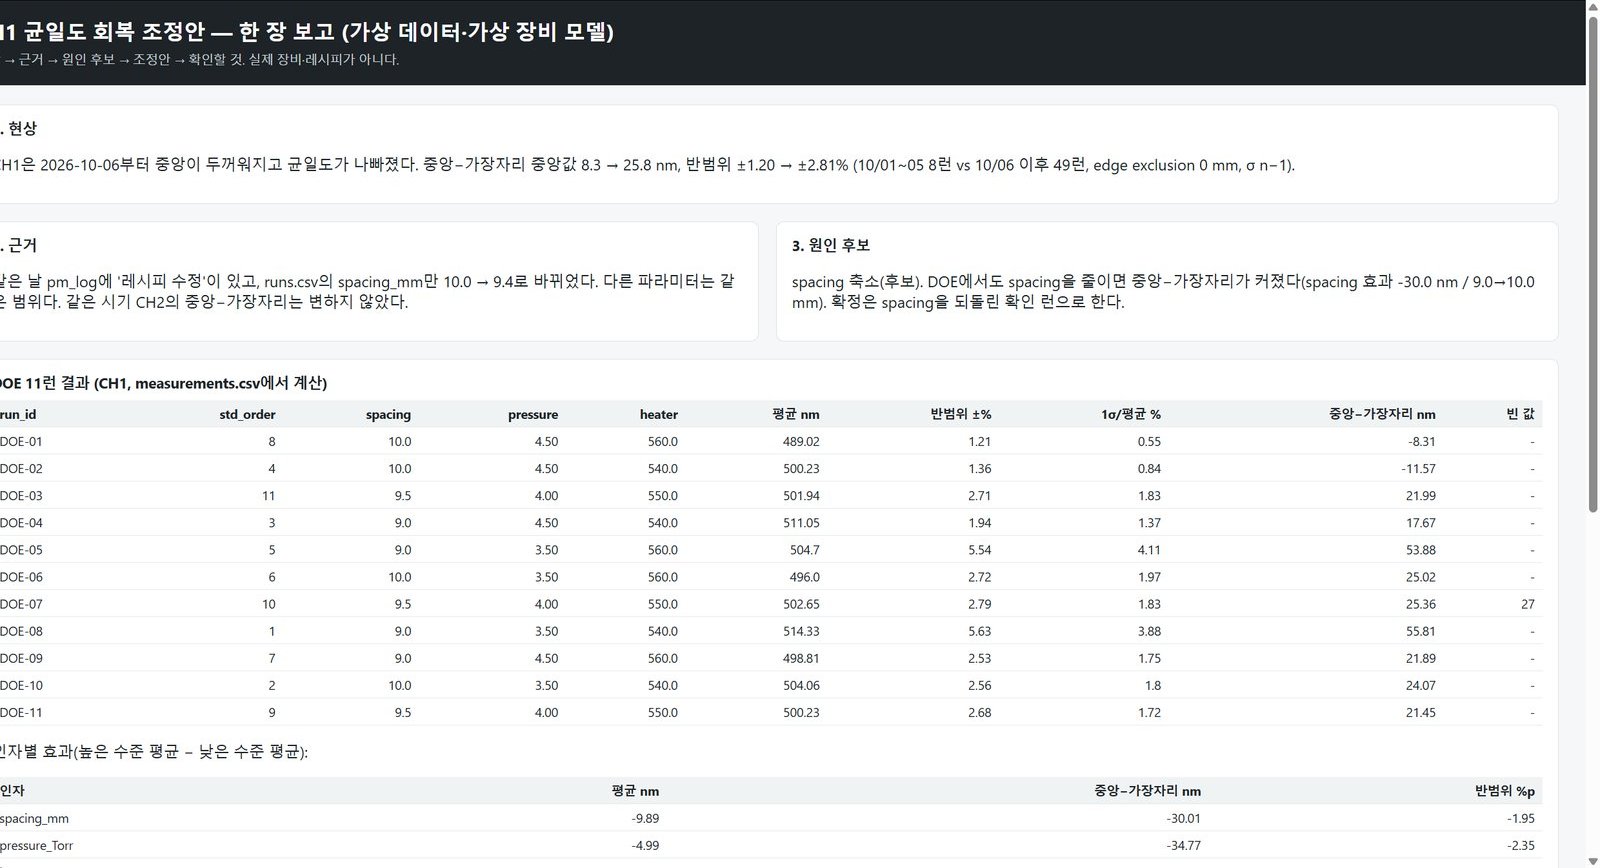 11 균일도 회복 조정안 — 한 장 보고 (가상 데이터·가상 장비 모델)
→ 근거 → 원인 후보 → 조정안 → 확인할 것. 실제 장비·레시피가 아니다.
. 현상
CH1은 2026-10-06부터 중앙이 두꺼워지고 균일도가 나빠졌다. 중앙−가장자리 중앙값 8.3 → 25.8 nm, 반범위 ±1.20 → ±2.81% (10/01~05 8런 vs 10/06 이후 49런, edge exclusion 0 mm, σ n−1).
. 근거
같은 날 pm_log에 '레시피 수정'이 있고, runs.csv의 spacing_mm만 10.0 → 9.4로 바뀌었다. 다른 파라미터는 같
은 범위다. 같은 시기 CH2의 중앙−가장자리는 변하지 않았다.
3. 원인 후보
spacing 축소(후보). DOE에서도 spacing을 줄이면 중앙−가장자리가 커졌다(spacing 효과 -30.0 nm / 9.0→10.0
mm). 확정은 spacing을 되돌린 확인 런으로 한다.
DOE 11런 결과 (CH1, measurements.csv에서 계산)
run_id std_order spacing pressure heater 평균 nm 반범위 ±% 1σ/평균 % 중앙−가장자리 nm 빈 값
DOE-01 8 10.0 4.50 560.0 489.02 1.21 0.55 -8.31 -
DOE-02 4 10.0 4.50 540.0 500.23 1.36 0.84 -11.57 -
DOE-03 11 9.5 4.00 550.0 501.94 2.71 1.83 21.99 -
DOE-04 3 9.0 4.50 540.0 511.05 1.94 1.37 17.67 -
DOE-05 5 9.0 3.50 560.0 504.7 5.54 4.11 53.88 -
DOE-06 6 10.0 3.50 560.0 496.0 2.72 1.97 25.02 -
DOE-07 10 9.5 4.00 550.0 502.65 2.79 1.83 25.36 27
DOE-08 1 9.0 3.50 540.0 514.33 5.63 3.88 55.81 -
DOE-09 7 9.0 4.50 560.0 498.81 2.53 1.75 21.89 -
DOE-10 2 10.0 3.50 540.0 504.06 2.56 1.8 24.07 -
DOE-11 9 9.5 4.00 550.0 500.23 2.68 1.72 21.45 -
인자별 효과(높은 수준 평균 − 낮은 수준 평균):
인자 평균 nm 중앙−가장자리 nm 반범위 %p
spacing_mm -9.89 -30.01 -1.95
pressure_Torr -4.99 -34.77 -2.35